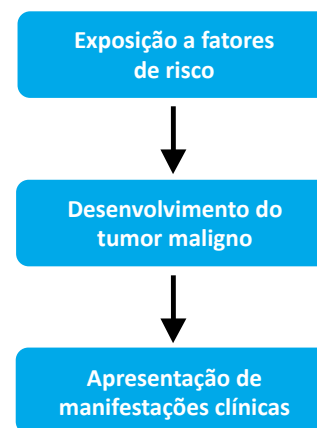 Exposição a fatores
de risco
Desenvolvimento do
tumor maligno
Apresentação de
manifestações clínicas